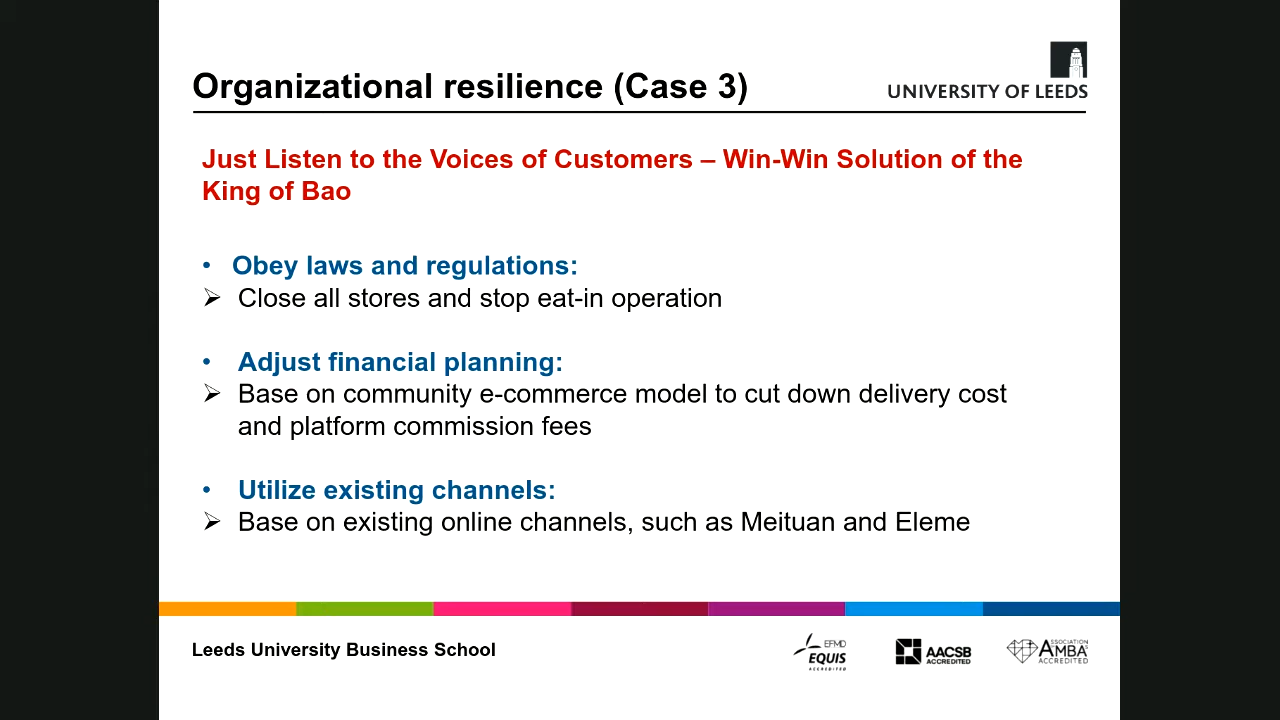 Organizational resilience (Case 3)
UNIVERSITY OF LEEDS
Just Listen to the Voices of Customers – Win-Win Solution of the
King of Bao
• Obey laws and regulations:
➢ Close all stores and stop eat-in operation
• Adjust financial planning:
➢ Base on community e-commerce model to cut down delivery cost
and platform commission fees
• Utilize existing channels:
➢ Base on existing online channels, such as Meituan and Eleme
Leeds University Business School
EFMD
EQUIS
ACCREDITED
AACSB
ACCREDITED
ASSOCIATION
AMBA
ACCREDITED